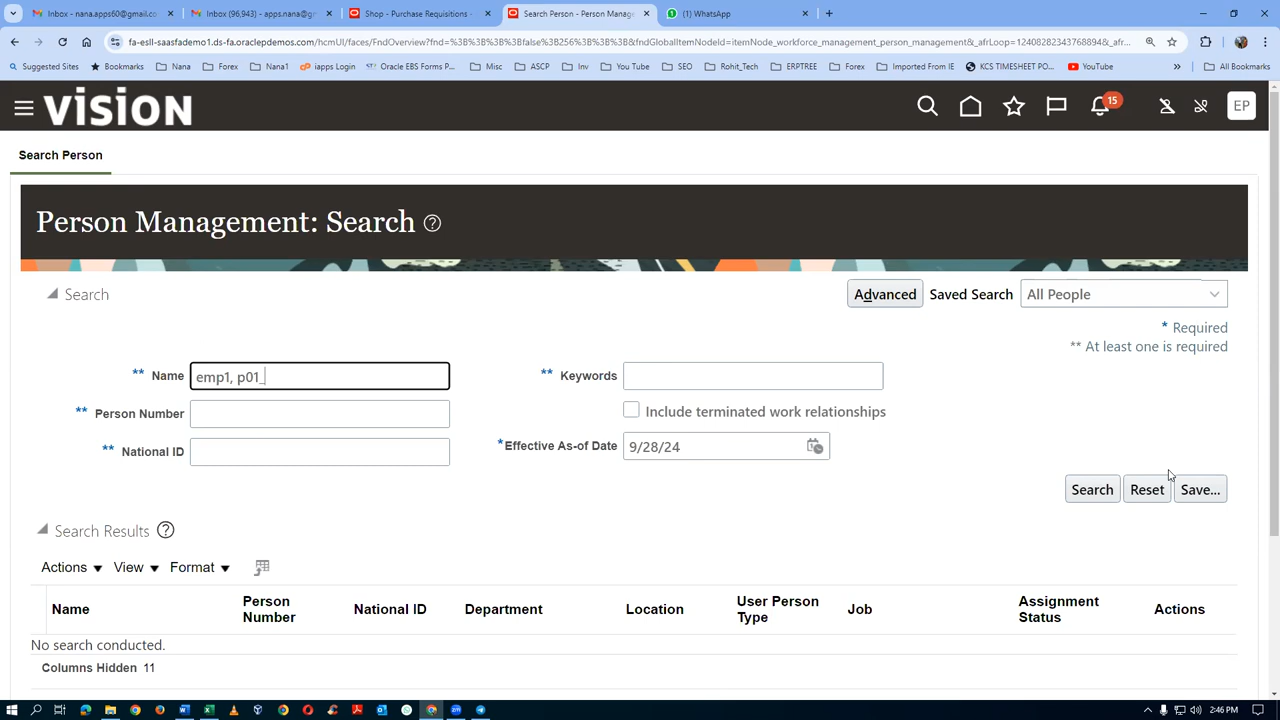 Inbox - nana.apps60@gmail.co
Inbox (96,943) - apps.nana@gr
Shop - Purchase Requisitions -
Search Person - Person Manage
(1) WhatsApp
fa-esll-saasfademo1.ds-fa.oraclepdemos.com/hcmUI/faces/FndOverview?fnd=%3B%3B%3B%3Bfalse%3B256%3B%3B%3B&fndGlobalItemNodeId=itemNode_workforce_management_person_management&_afrLoop=12408282343768894&_afr...
Suggested Sites
Bookmarks
Nana
Forex
Nana1
iapps Login
Oracle EBS Forms P...
Misc
ASCP
Inv
You Tube
SEO
Rohit_Tech
ERPTREE
Forex
Imported From IE
KCS TIMESHEET PO...
YouTube
All Bookmarks
vision
15
EP
Search Person
Person Management: Search
Search
Advanced
Saved Search
All People
* Required
** At least one is required
** Name
emp1, p01_
** Keywords
** Person Number
Include terminated work relationships
** National ID
*Effective As-of Date
9/28/24
Search
Reset
Save...
Search Results
Actions
View
Format
Name
Person Number
National ID
Department
Location
User Person Type
Job
Assignment Status
Actions
No search conducted.
Columns Hidden 11
2:46 PM